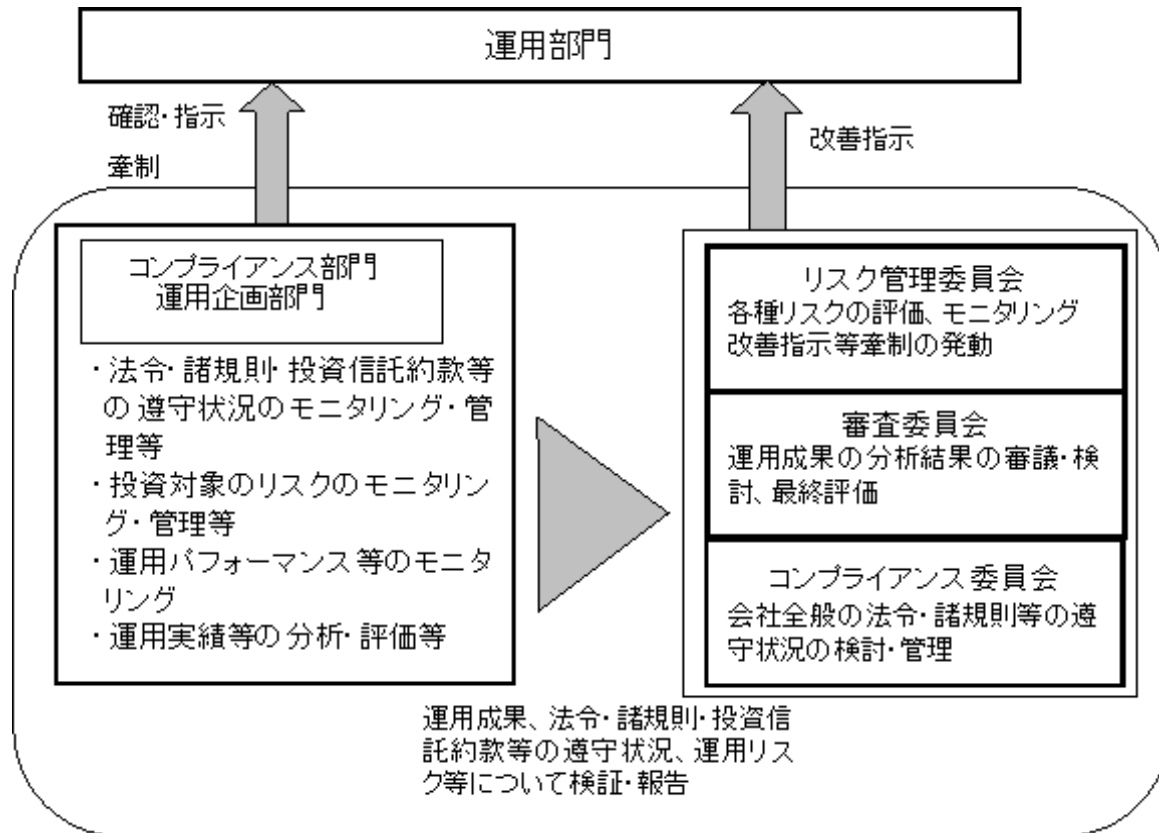 運用部門
確認・指示
牽制
改善指示
コンプライアンス部門
運用企画部門
・法令・諸規則・投資信託約款等
の遵守状況のモニタリング・管
理等
・投資対象のリスクのモニタリン
グ・管理等
・運用パフォーマンス等のモニタ
リング
・運用実績等の分析・評価等
リスク管理委員会
各種リスクの評価、モニタリング
改善指示等牽制の発動
審査委員会
運用成果の分析結果の審議・検
討、最終評価
コンプライアンス委員会
会社全般の法令・諸規則等の遵
守状況の検討・管理
運用成果、法令・諸規則・投資信
託約款等の遵守状況、運用リス
ク等について検証・報告